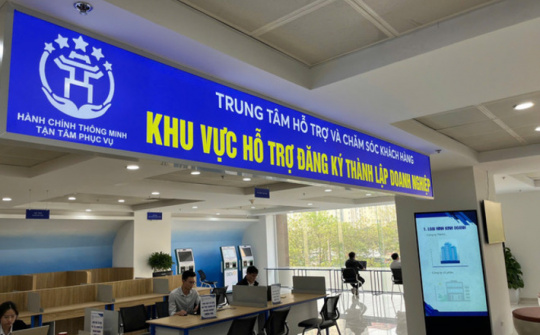 TRUNG TÂM HỖ TRỢ VÀ CHĂM SÓC KHÁCH HÀNG
KHU VỰC HỖ TRỢ ĐĂNG KÝ THÀNH LẬP DOANH NGHIỆP
HÀNH CHÍNH THÔNG MINH
TẬN TÂM PHỤC VỤ